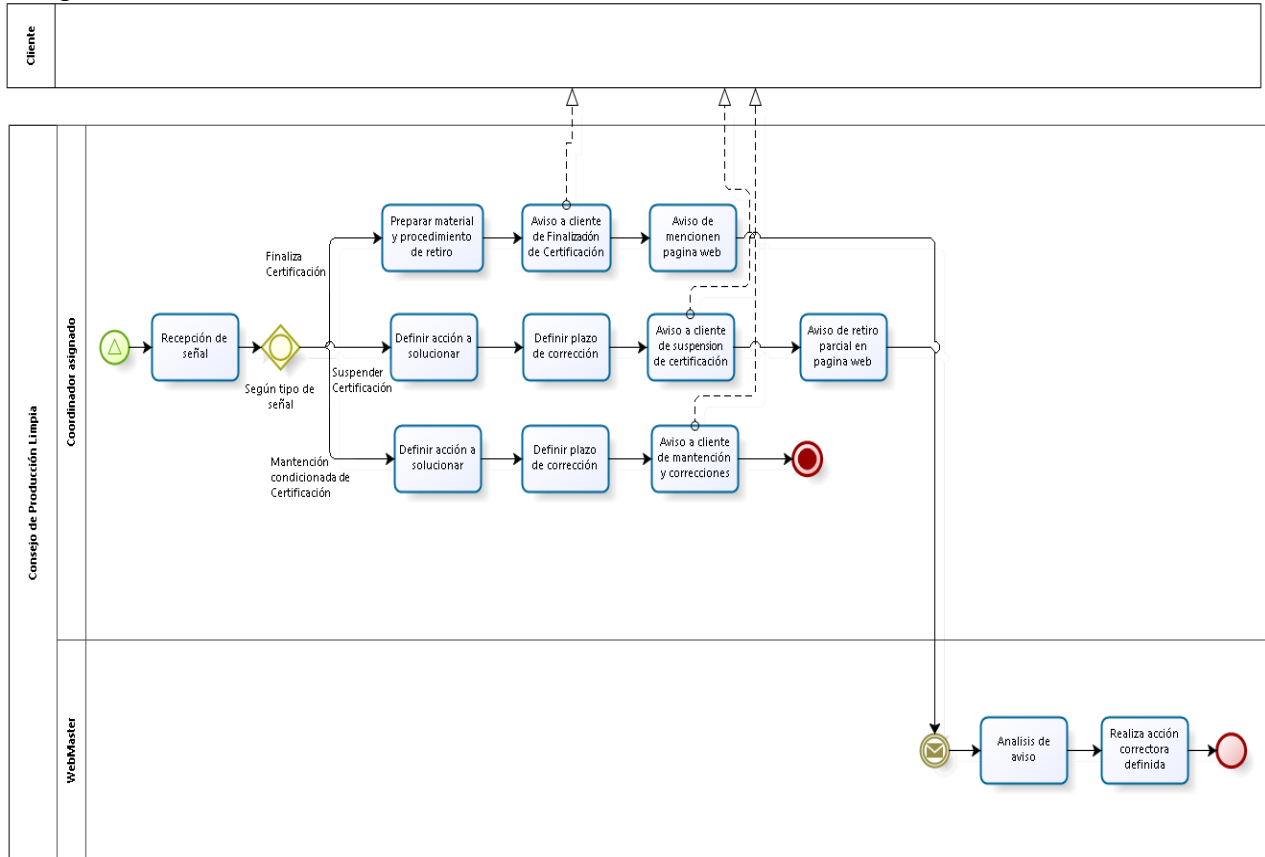 Cliente
Consejo de Producción Limpia
Coordinador asignado
Preparar material
y procedimiento
de retiro
Aviso a cliente
de Finalización
de Certificación
Aviso de
mencionen
pagina web
Finaliza
Certificación
Recepción de
señal
Según tipo de
señal
Suspender
Certificación
Definir acción a
solucionar
Definir plazo
de corrección
Aviso a cliente
de suspension
de certificación
Aviso de retiro
parcial en
pagina web
Mantención
condicionada de
Certificación
Definir acción a
solucionar
Definir plazo
de corrección
Aviso a cliente
de mantención
y correcciones
WebMaster
Analisis de
aviso
Realiza acción
correctora
definida